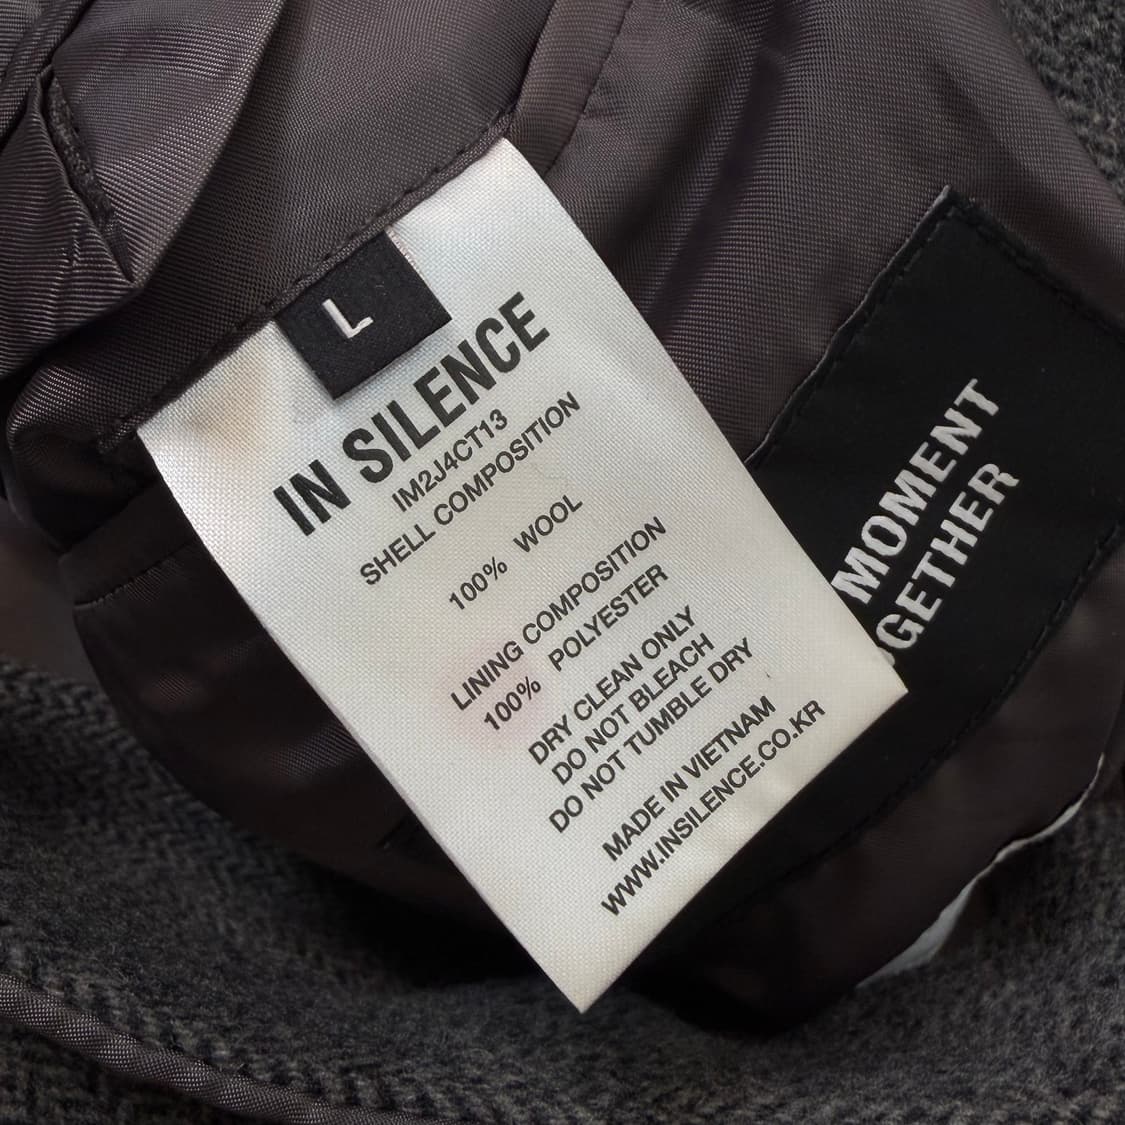 L
IN SILENCE
IM2J4CT13
SHELL COMPOSITION
100% WOOL
LINING COMPOSITION
100% POLYESTER
DRY CLEAN ONLY
DO NOT BLEACH
DO NOT TUMBLE DRY
MADE IN VIETNAM
WWW.INSILENCE.CO.KR
MOMENT
GETHER